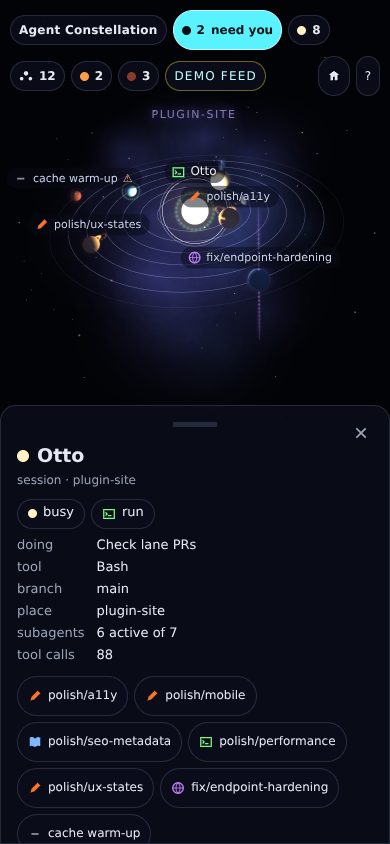 Agent Constellation
2 need you
8
12
2
3
DEMO FEED
?
PLUGIN-SITE
Otto
cache warm-up ⚠
polish/a11y
polish/ux-states
fix/endpoint-hardening
✕
Otto
session · plugin-site
busy
run
doing Check lane PRs
tool Bash
branch main
place plugin-site
subagents 6 active of 7
tool calls 88
polish/a11y
polish/mobile
polish/seo-metadata
polish/performance
polish/ux-states
fix/endpoint-hardening
cache warm-up